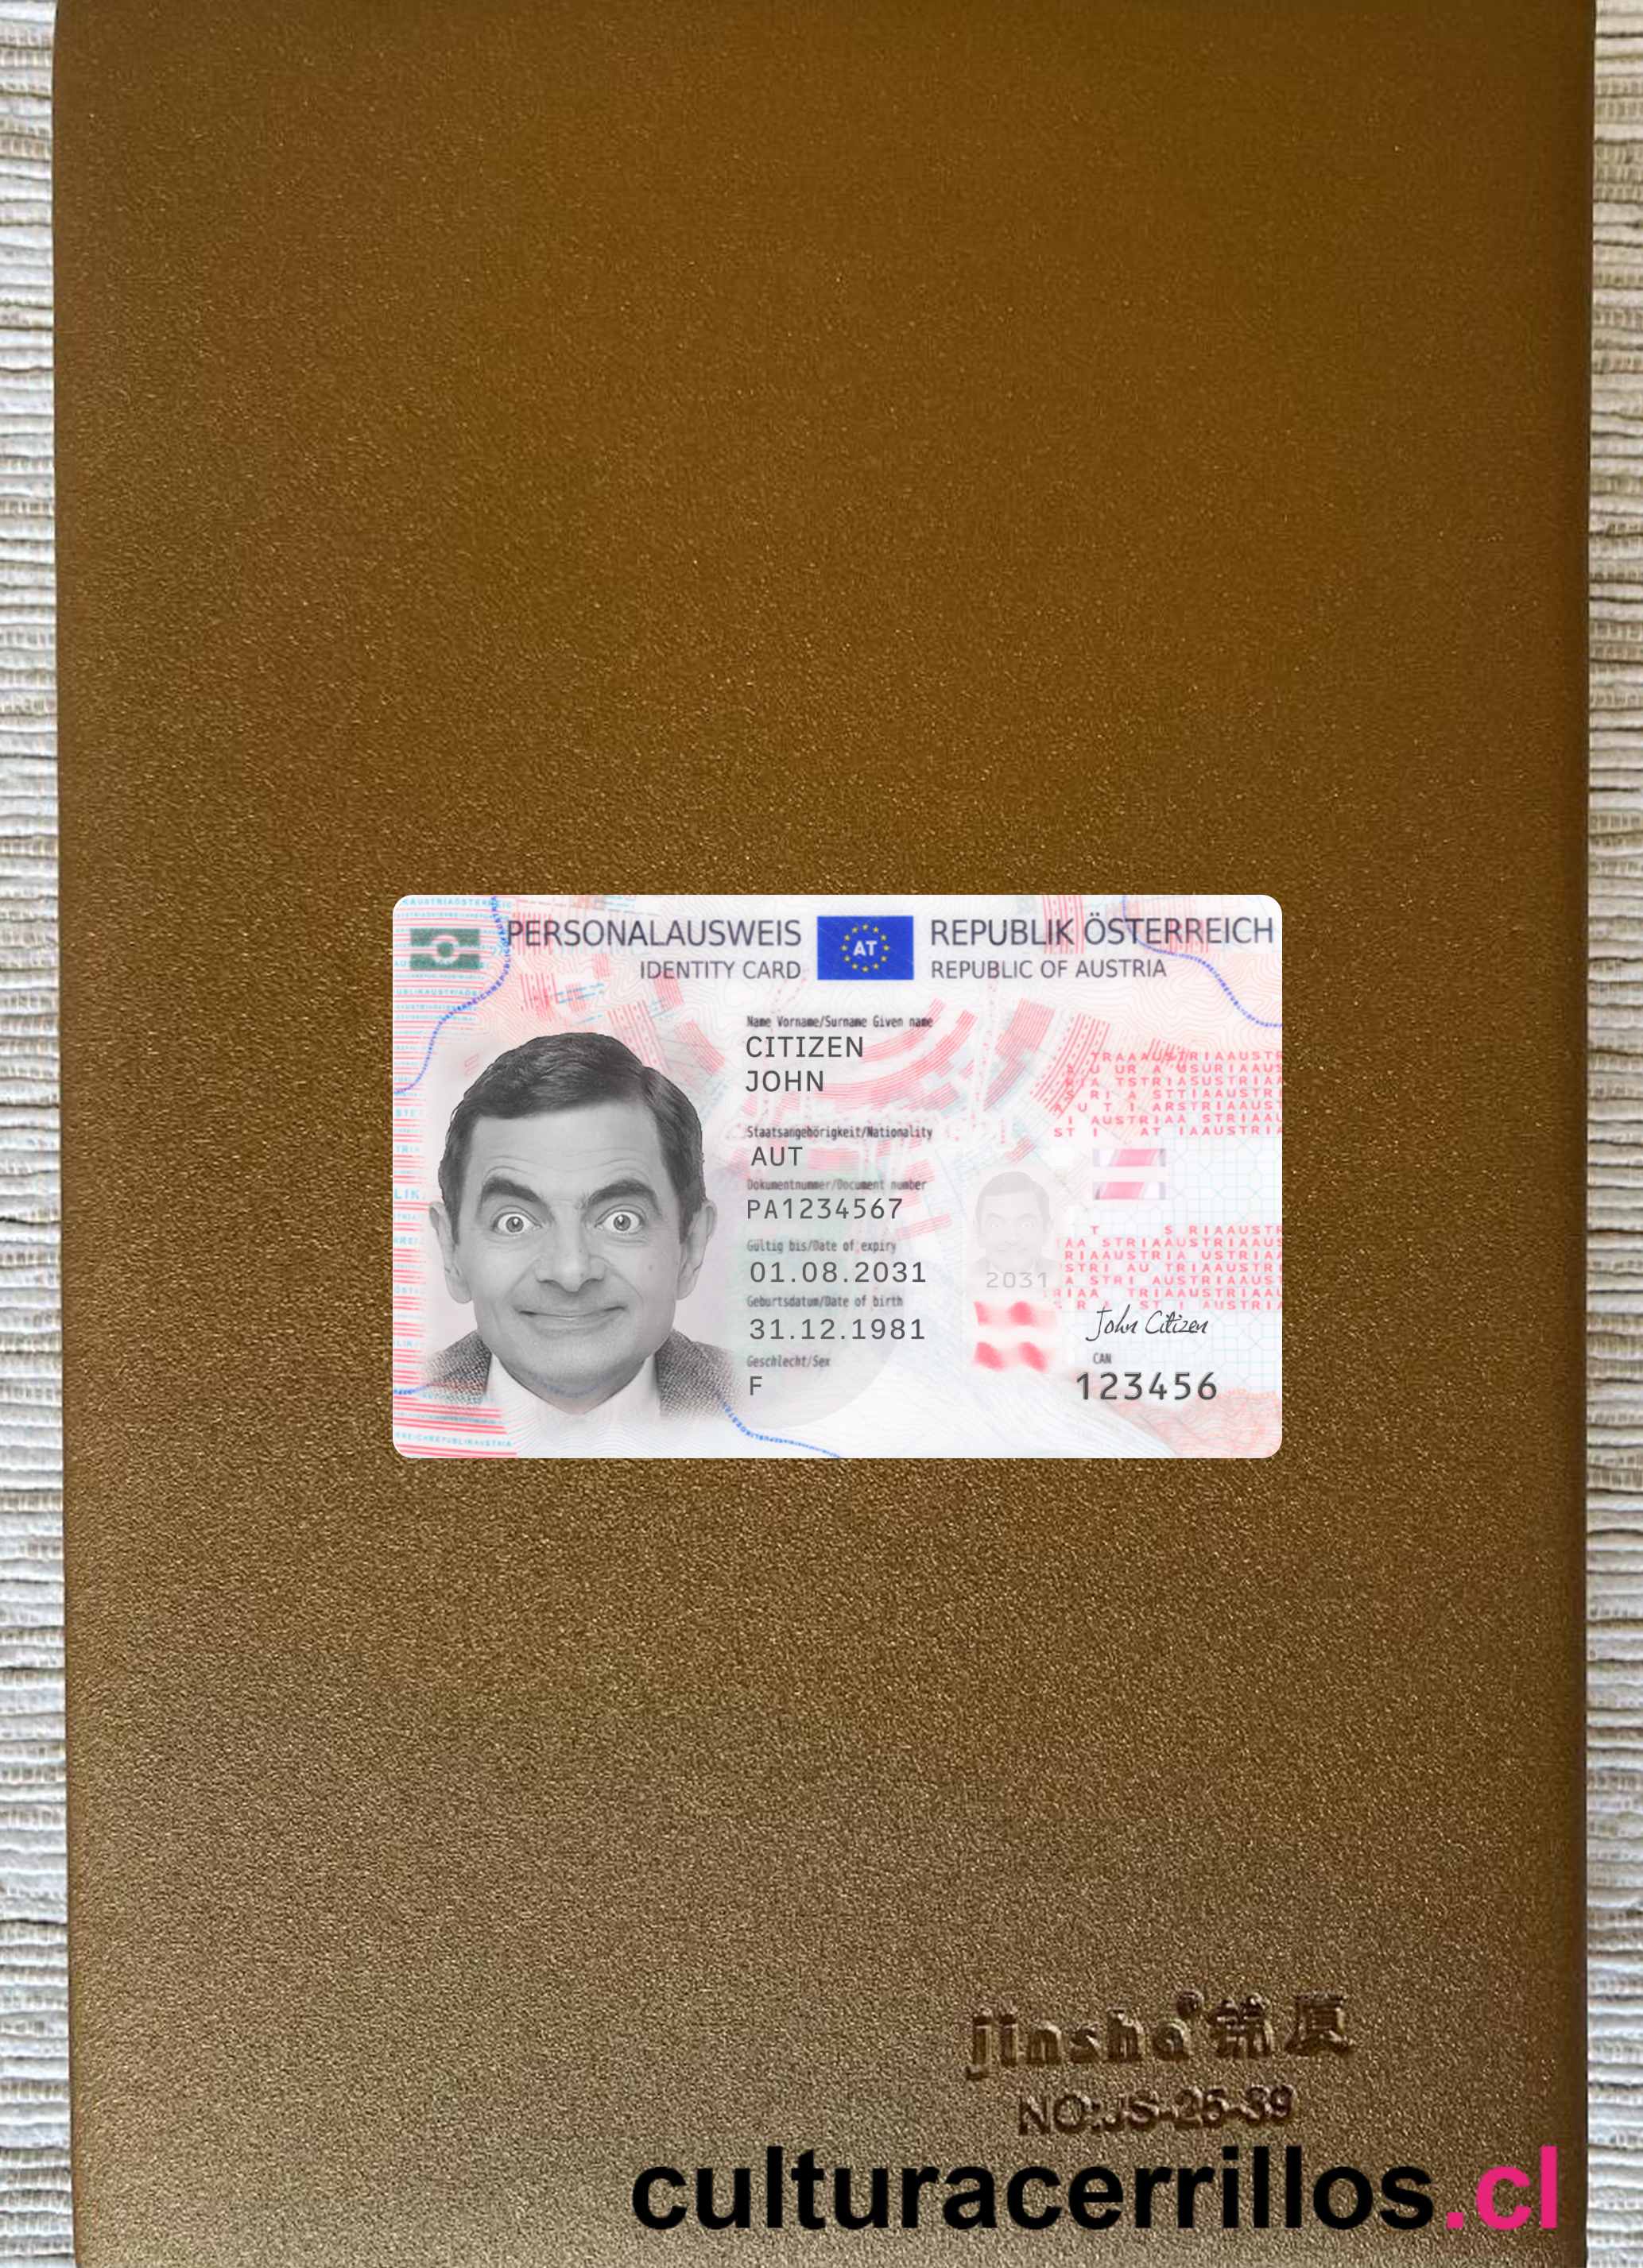 PERSONALAUSWEIS
IDENTITY CARD
AT
REPUBLIK ÖSTERREICH
REPUBLIC OF AUSTRIA
Name Vorname/Surname Given name
CITIZEN
JOHN
Staatsangehörigkeit/Nationality
AUT
Dokumentnummer/Document number
PA1234567
Gültig bis/Date of expiry
01.08.2031
Geburtsdatum/Date of birth
31.12.1981
Geschlecht/Sex
F
2031
John Citizen
CAN
123456
jinsha
NO:JS-25-39
culturacerrillos.cl